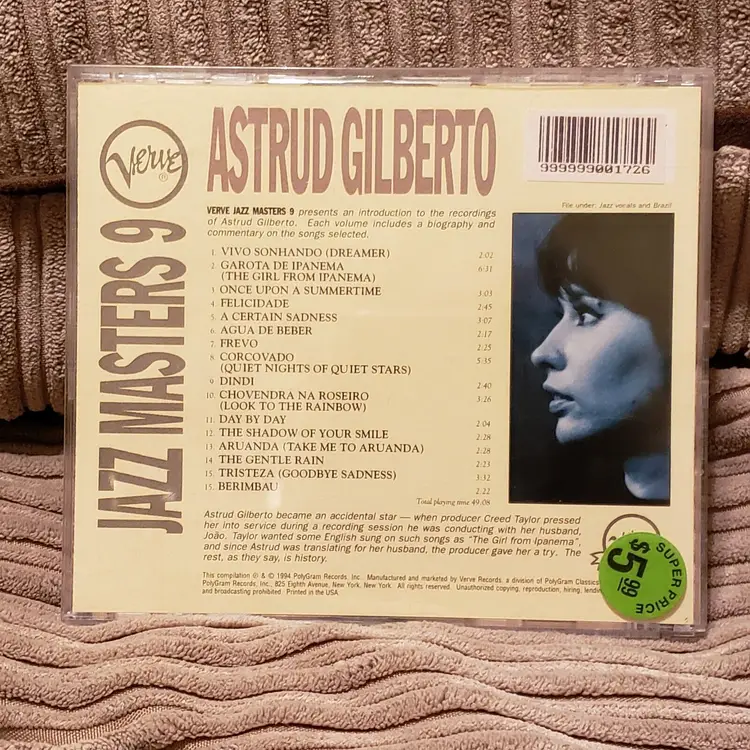 Verve
®
JAZZ MASTERS 9
ASTRUD GILBERTO
999999001726
File under: Jazz vocals and Brazil
VERVE JAZZ MASTERS 9 presents an introduction to the recordings
of Astrud Gilberto. Each volume includes a biography and
commentary on the songs selected.
1. VIVO SONHANDO (DREAMER) 2:02
2. GAROTA DE IPANEMA 6:31
(THE GIRL FROM IPANEMA)
3. ONCE UPON A SUMMERTIME 3:03
4. FELICIDADE 2:45
5. A CERTAIN SADNESS 3:07
6. AGUA DE BEBER 2:17
7. FREVO 2:25
8. CORCOVADO 5:35
(QUIET NIGHTS OF QUIET STARS)
9. DINDI 2:40
10. CHOVENDRÁ NA ROSEIRO 3:26
(LOOK TO THE RAINBOW)
11. DAY BY DAY 2:04
12. THE SHADOW OF YOUR SMILE 2:28
13. ARUANDA (TAKE ME TO ARUANDA) 2:28
14. THE GENTLE RAIN 2:23
15. TRISTEZA (GOODBYE SADNESS) 3:32
15. BERIMBAU 2:22
Total playing time 49:08
Astrud Gilberto became an accidental star — when producer Creed Taylor pressed
her into service during a recording session he was conducting with her husband,
João. Taylor wanted some English sung on such songs as "The Girl from Ipanema",
and since Astrud was translating for her husband, the producer gave her a try. The
rest, as they say, is history.
This compilation ℗ & © 1994 PolyGram Records, Inc. Manufactured and marketed by Verve Records, a division of PolyGram Classics
PolyGram Records, Inc., 825 Eighth Avenue, New York, New York. All rights reserved. Unauthorized copying, reproduction, hiring, lending
and broadcasting prohibited. Printed in the USA.
SUPER PRICE
$5.99